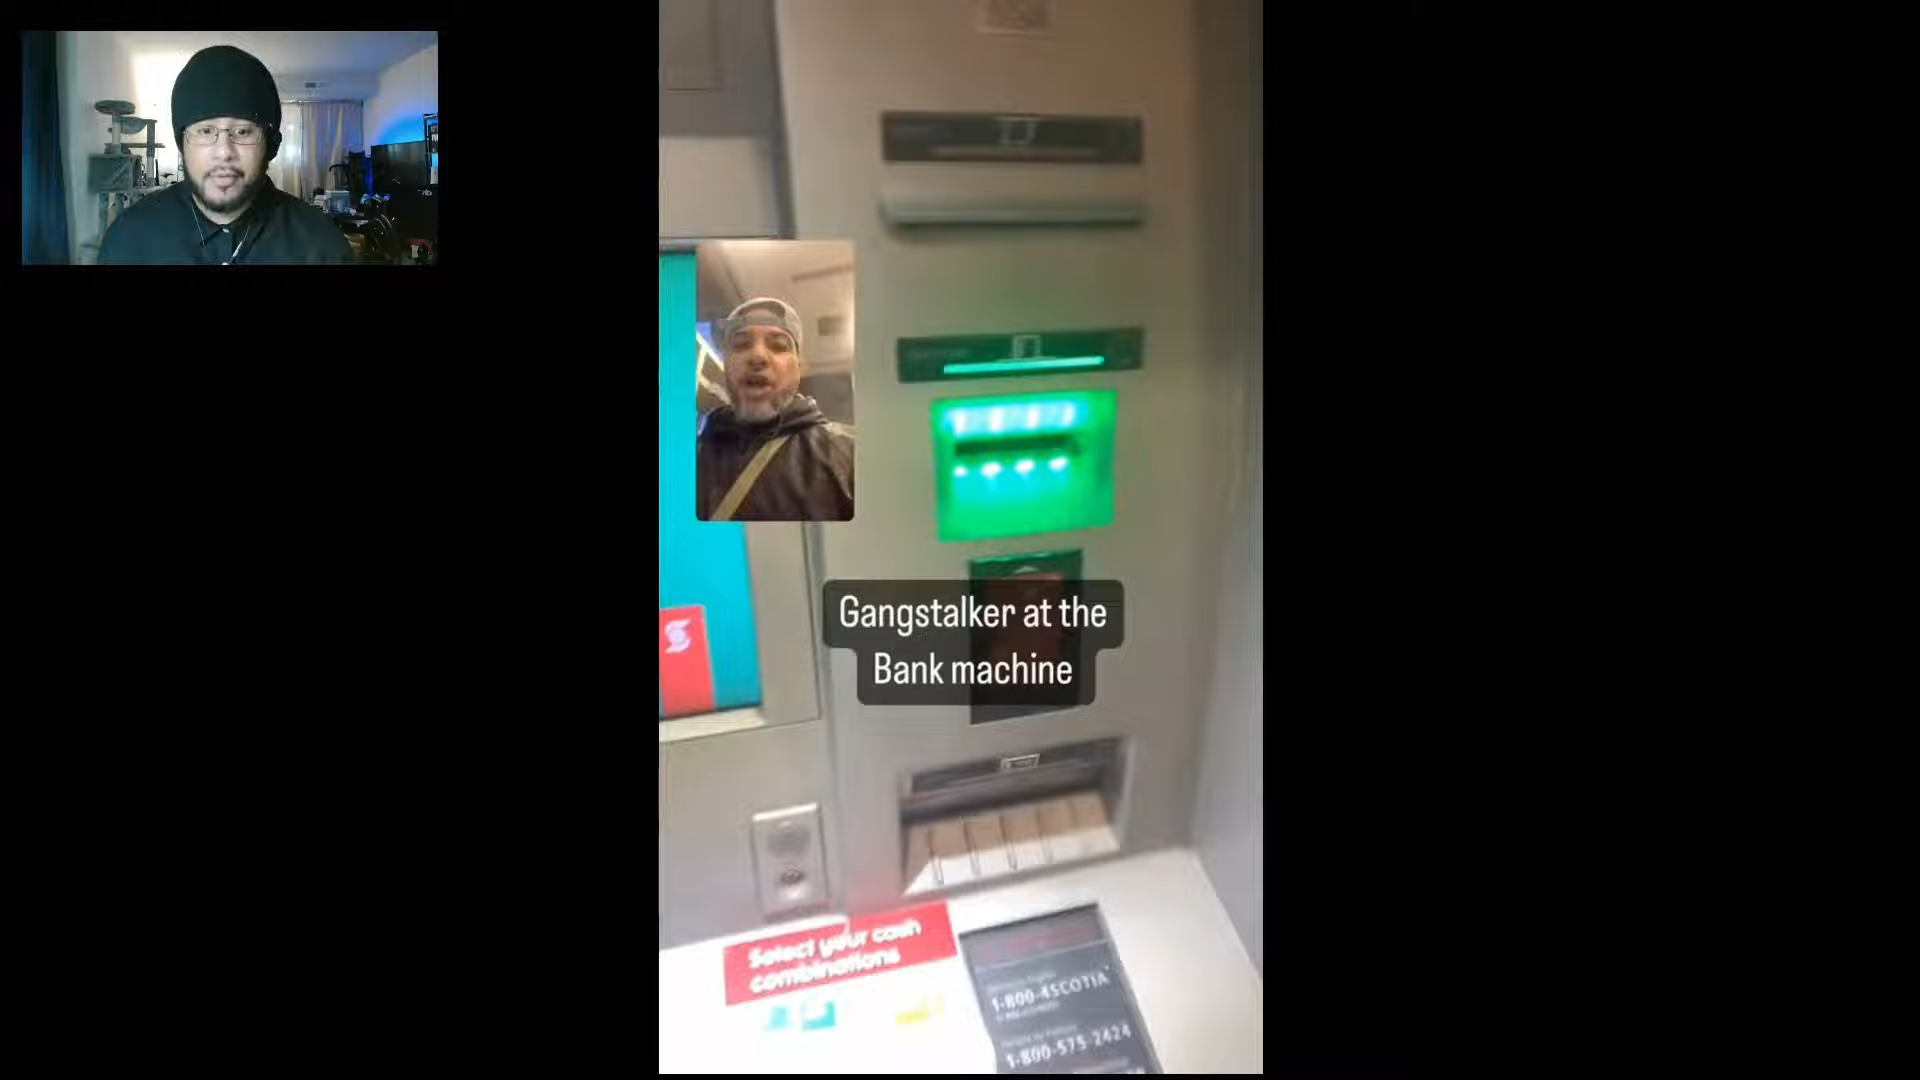 Gangstalker at the
Bank machine
Select your cash
combinations
1-800-4SCOTIA
1-800-575-2424